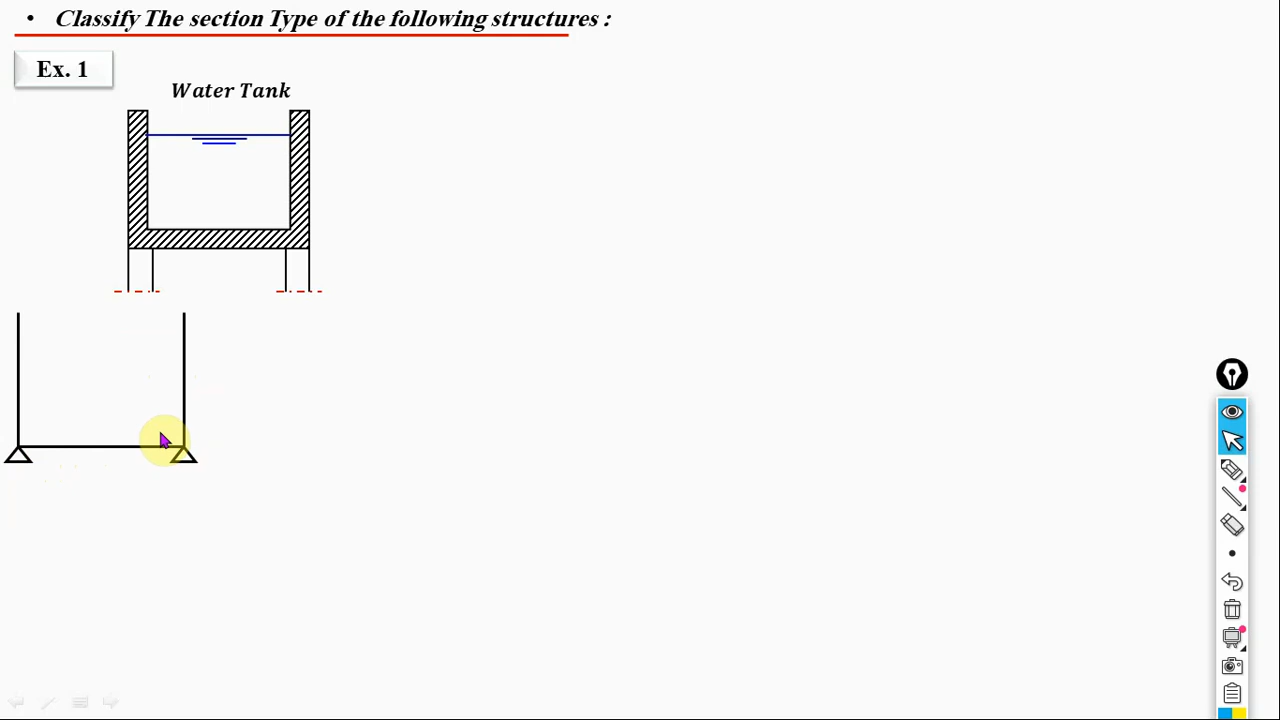 • Classify The section Type of the following structures :
Ex. 1
Water Tank